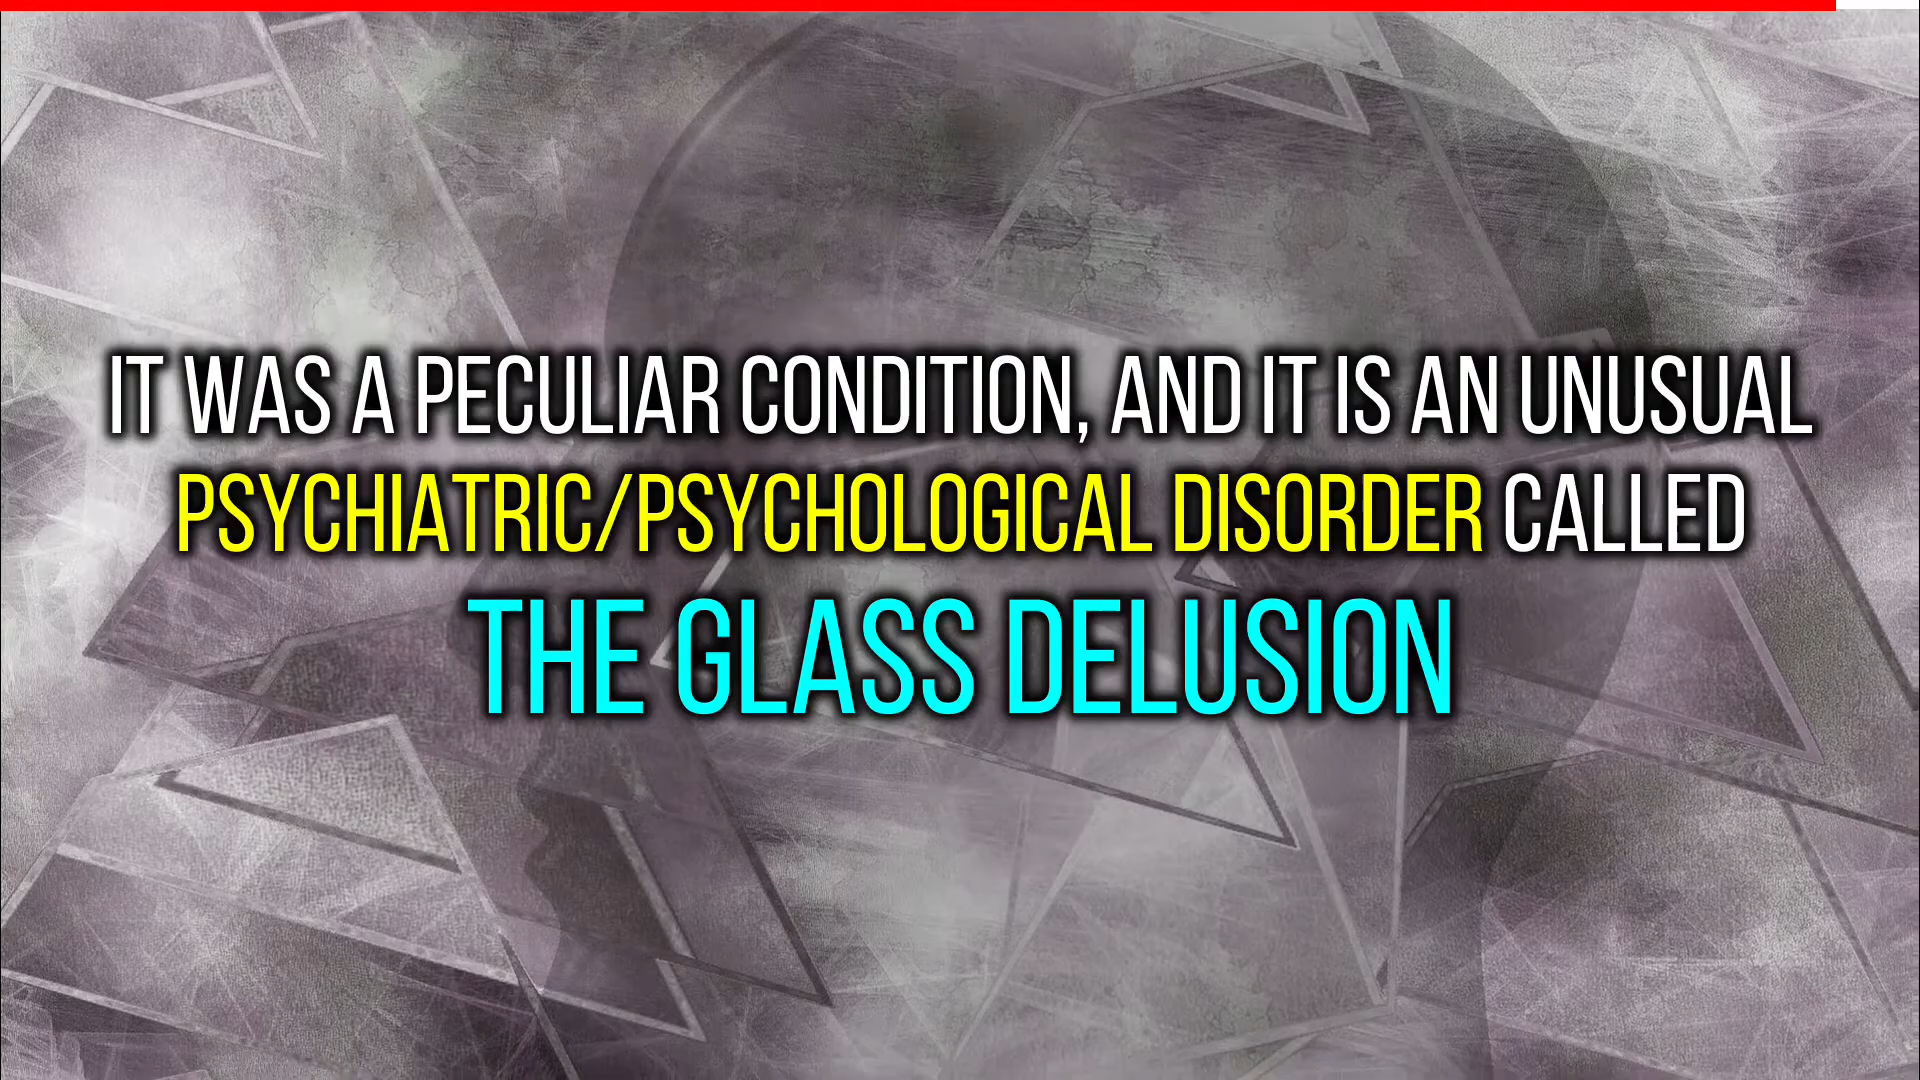 IT WAS A PECULIAR CONDITION, AND IT IS AN UNUSUAL
PSYCHIATRIC/PSYCHOLOGICAL DISORDER CALLED
THE GLASS DELUSION